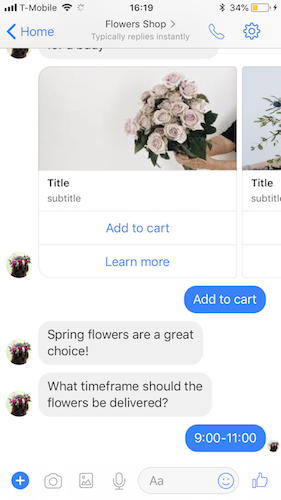 T-Mobile 16:19 34%
Home Flowers Shop
Typically replies instantly
for a baby
Title
subtitle
Add to cart
Learn more
Title
subtitle
Add to cart
Spring flowers are a great
choice!
What timeframe should the
flowers be delivered?
9:00-11:00
Aa